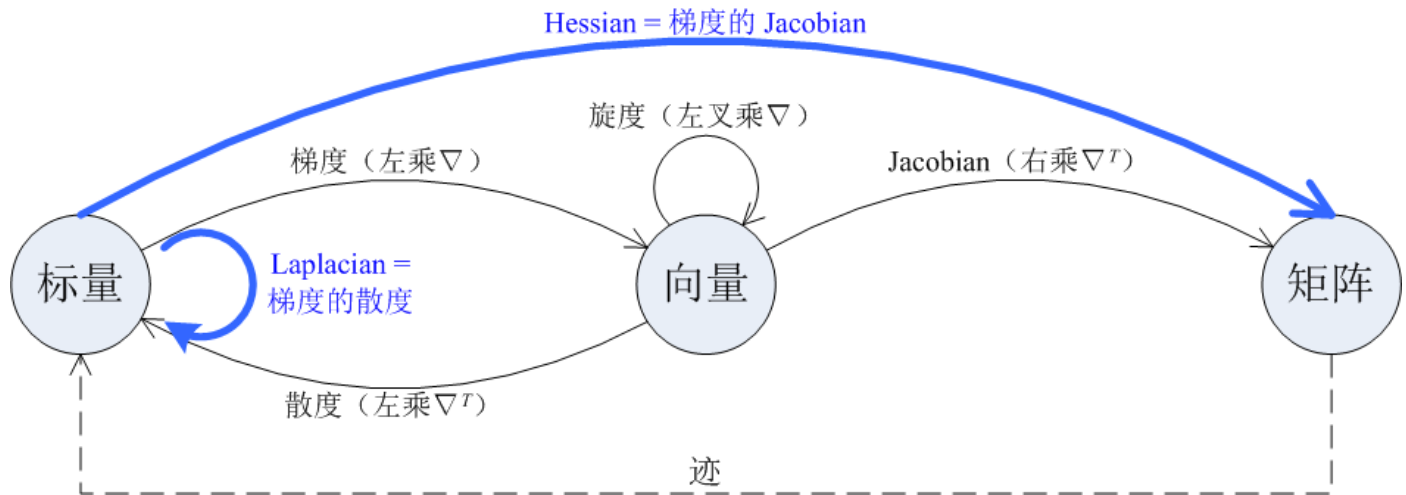 Hessian = 梯度的 Jacobian
旋度（左叉乘∇）
梯度（左乘∇）
Jacobian（右乘∇ᵀ）
标量
Laplacian =
梯度的散度
向量
矩阵
散度（左乘∇ᵀ）
迹